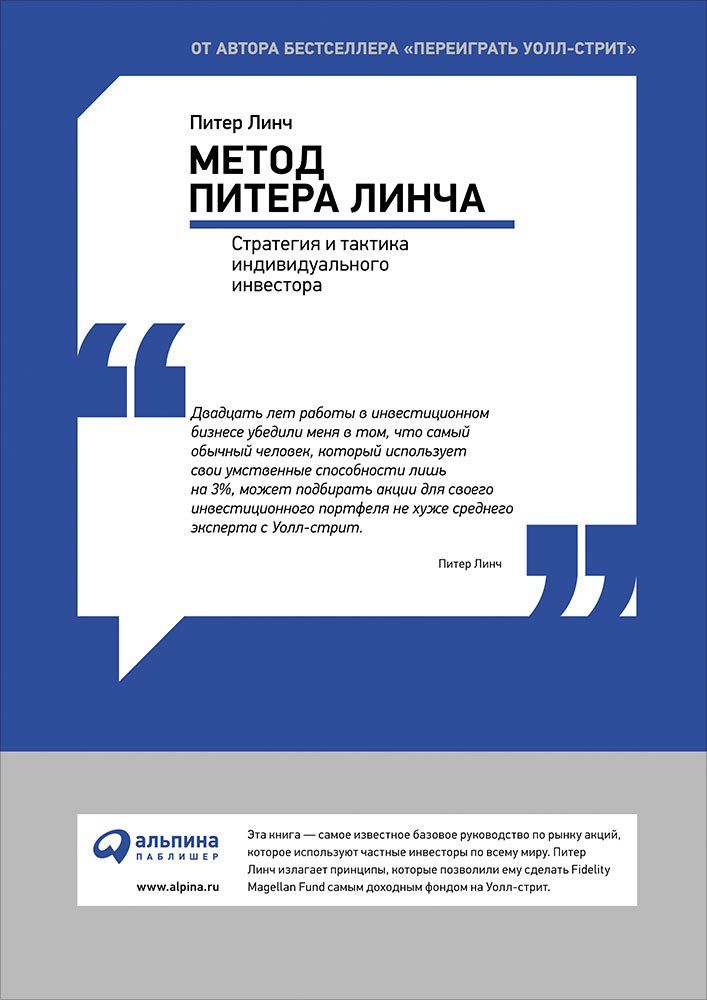 ОТ АВТОРА БЕСТСЕЛЛЕРА «ПЕРЕИГРАТЬ УОЛЛ-СТРИТ»
Питер Линч
МЕТОД
ПИТЕРА ЛИНЧА
Стратегия и тактика
индивидуального
инвестора
“
Двадцать лет работы в инвестиционном
бизнесе убедили меня в том, что самый
обычный человек, который использует
свои умственные способности лишь
на 3%, может подбирать акции для своего
инвестиционного портфеля не хуже среднего
эксперта с Уолл-стрит.
Питер Линч
”
альпина
ПАБЛИШЕР
www.alpina.ru
Эта книга — самое известное базовое руководство по рынку акций,
которое используют частные инвесторы по всему миру. Питер
Линч излагает принципы, которые позволили ему сделать Fidelity
Magellan Fund самым доходным фондом на Уолл-стрит.